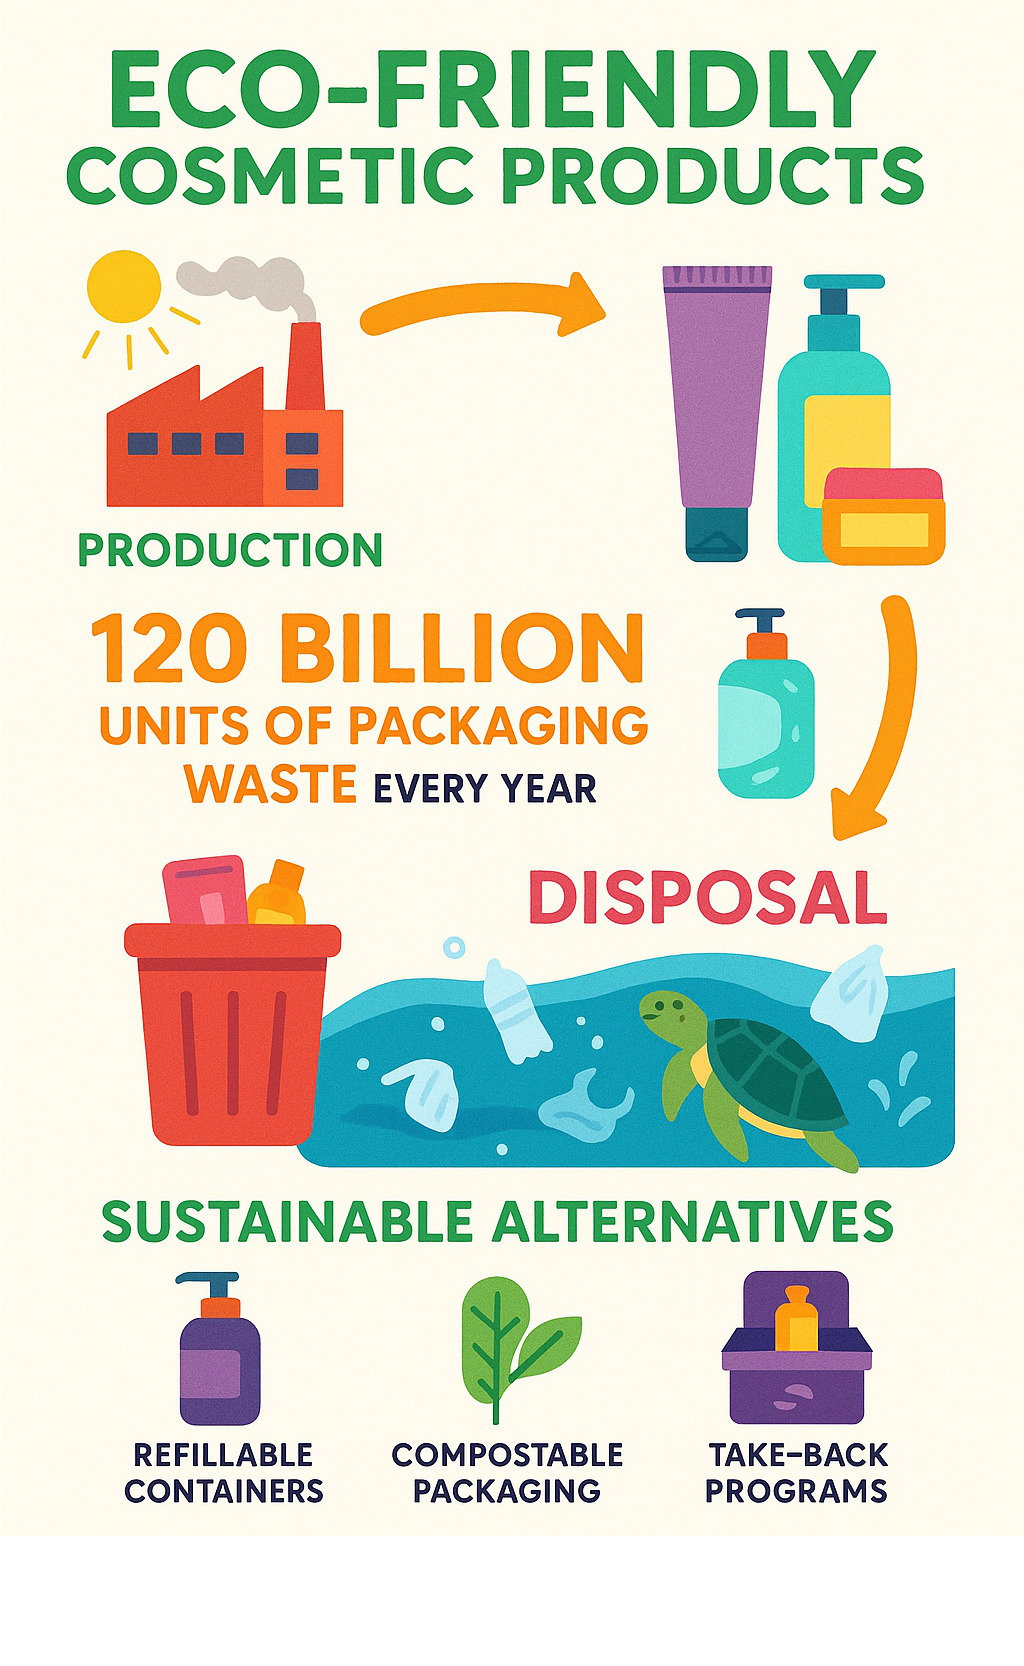 ECO-FRIENDLY
COSMETIC PRODUCTS
PRODUCTION
120 BILLION
UNITS OF PACKAGING
WASTE EVERY YEAR
DISPOSAL
SUSTAINABLE ALTERNATIVES
REFILLABLE
CONTAINERS
COMPOSTABLE
PACKAGING
TAKE-BACK
PROGRAMS